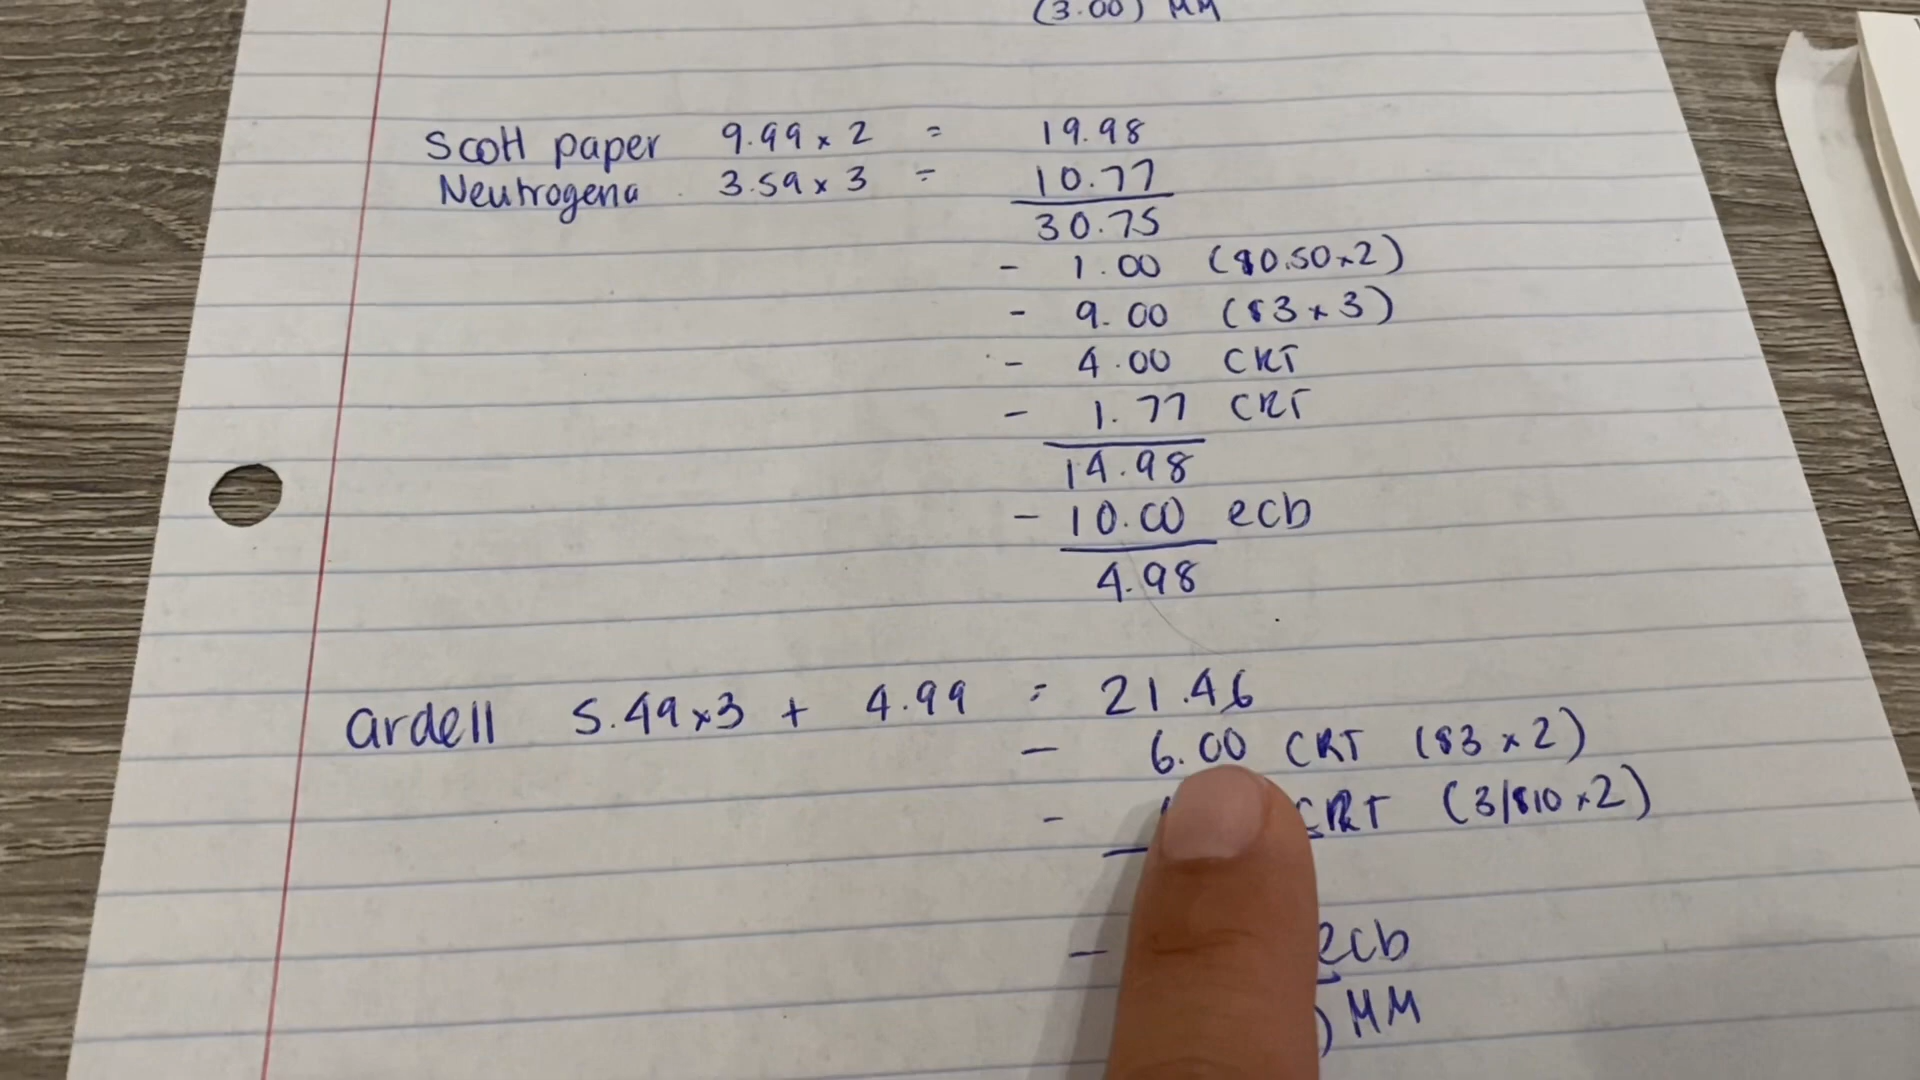 (3.00) MM
Scott paper 9.99 x 2 = 19.98
Neutrogena 3.59 x 3 = 10.77
30.75
- 1.00 ($0.50 x 2)
- 9.00 ($3 x 3)
- 4.00 CRT
- 1.77 CRT
14.98
- 10.00 ecb
4.98
ardell 5.49 x 3 + 4.99 = 21.46
- 6.00 CRT ($3 x 2)
- CRT (3/$10 x 2)
- ecb
) MM